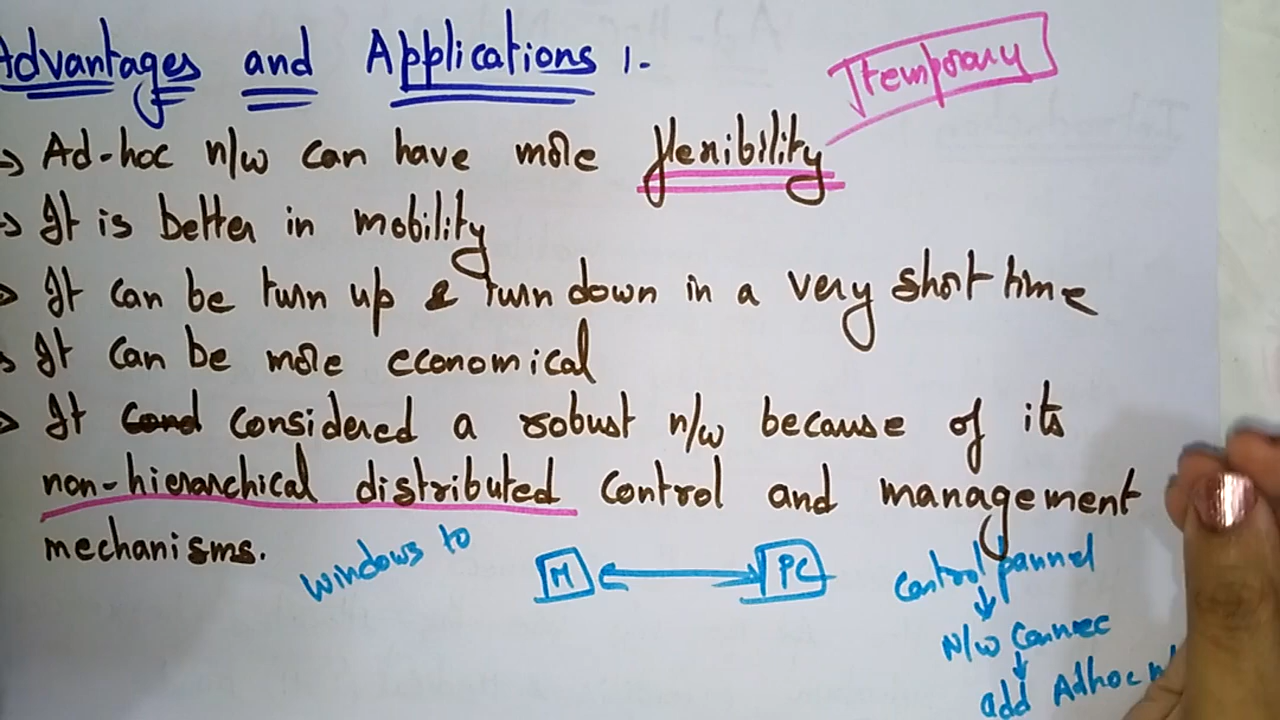 Advantages and Applications :-
temporary
→ Ad-hoc n/w can have more flexibility
→ It is better in mobility
→ It can be turn up & turn down in a very short time
→ It can be more economical
→ It cond considered a robust n/w because of its
non-hierarchical distributed control and management
mechanisms.
windows to
M PC
Control pannel
↓
N/w Connec
↓
add Adhoc